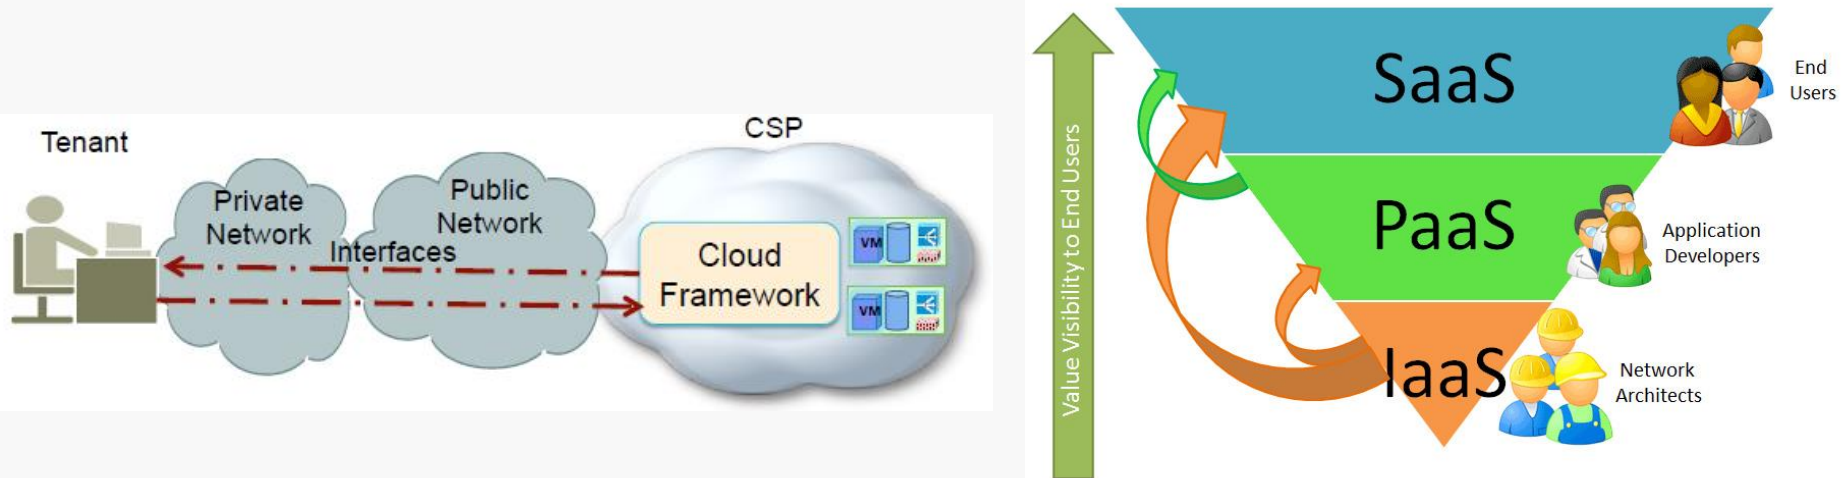 Tenant
Private
Network
Public
Network
Interfaces
CSP
Cloud
Framework
VM
VM
Value Visibility to End Users
SaaS
End
Users
PaaS
Application
Developers
IaaS
Network
Architects